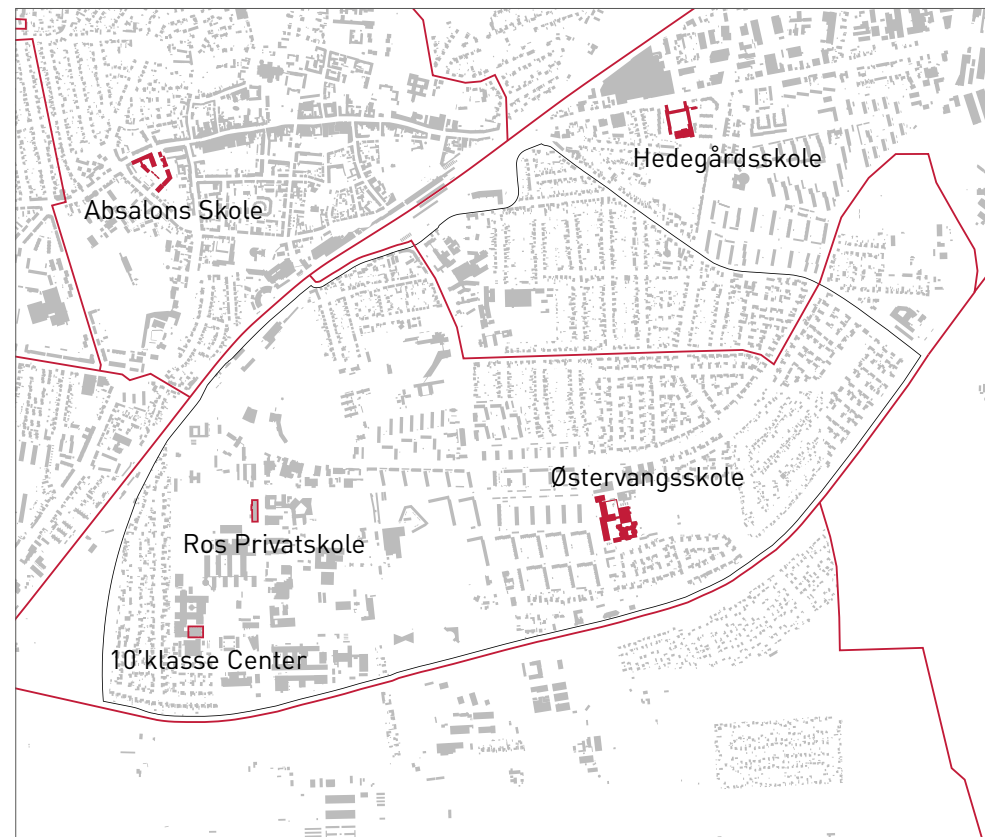 Hedegårdsskole
Absalons Skole
Østervangsskole
Ros Privatskole
10'klasse Center